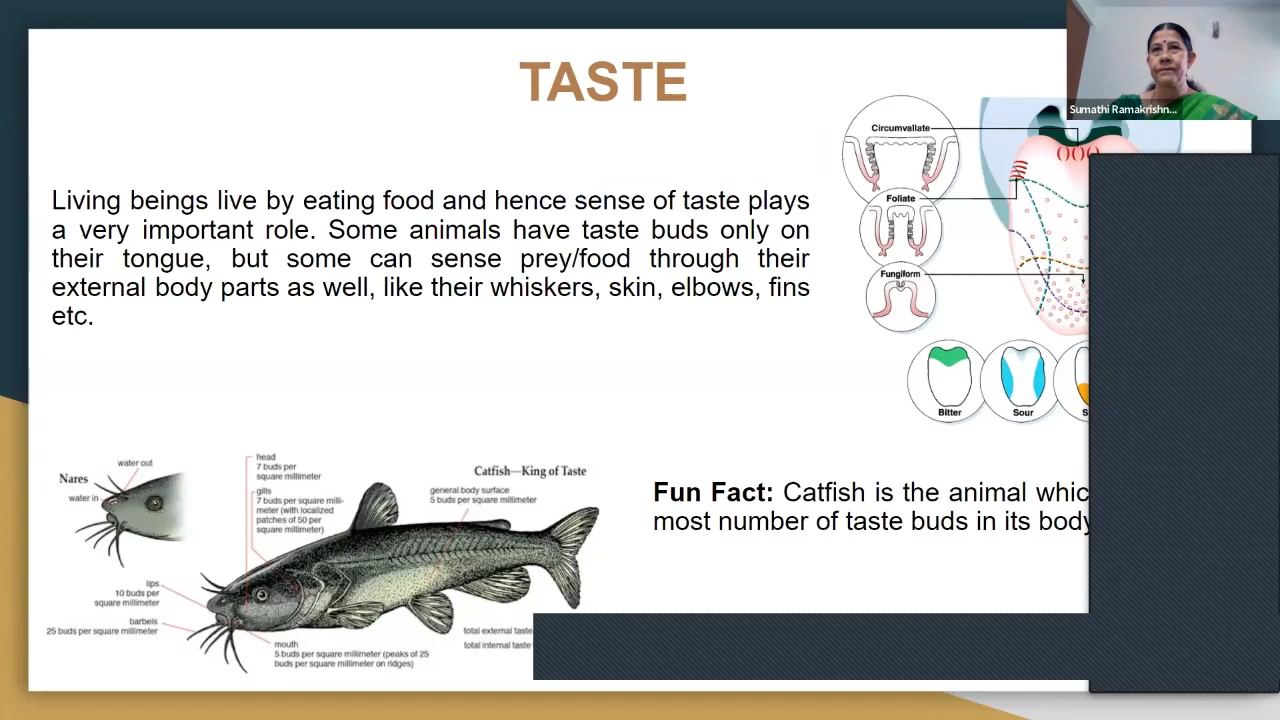 TASTE
Sumathi Ramakrishn...
Circumvallate
Foliate
Fungiform
Bitter
Sour
Living beings live by eating food and hence sense of taste plays
a very important role. Some animals have taste buds only on
their tongue, but some can sense prey/food through their
external body parts as well, like their whiskers, skin, elbows, fins
etc.
water out
Nares
water in
head
7 buds per
square millimeter
gills
7 buds per square milli-
meter (with localized
patches of 50 per
square millimeter)
Catfish—King of Taste
general body surface
5 buds per square millimeter
lips
10 buds per
square millimeter
barbels
25 buds per square millimeter
mouth
5 buds per square millimeter (peaks of 25
buds per square millimeter on ridges)
total external taste
total internal taste
Fun Fact: Catfish is the animal
most number of taste buds in its